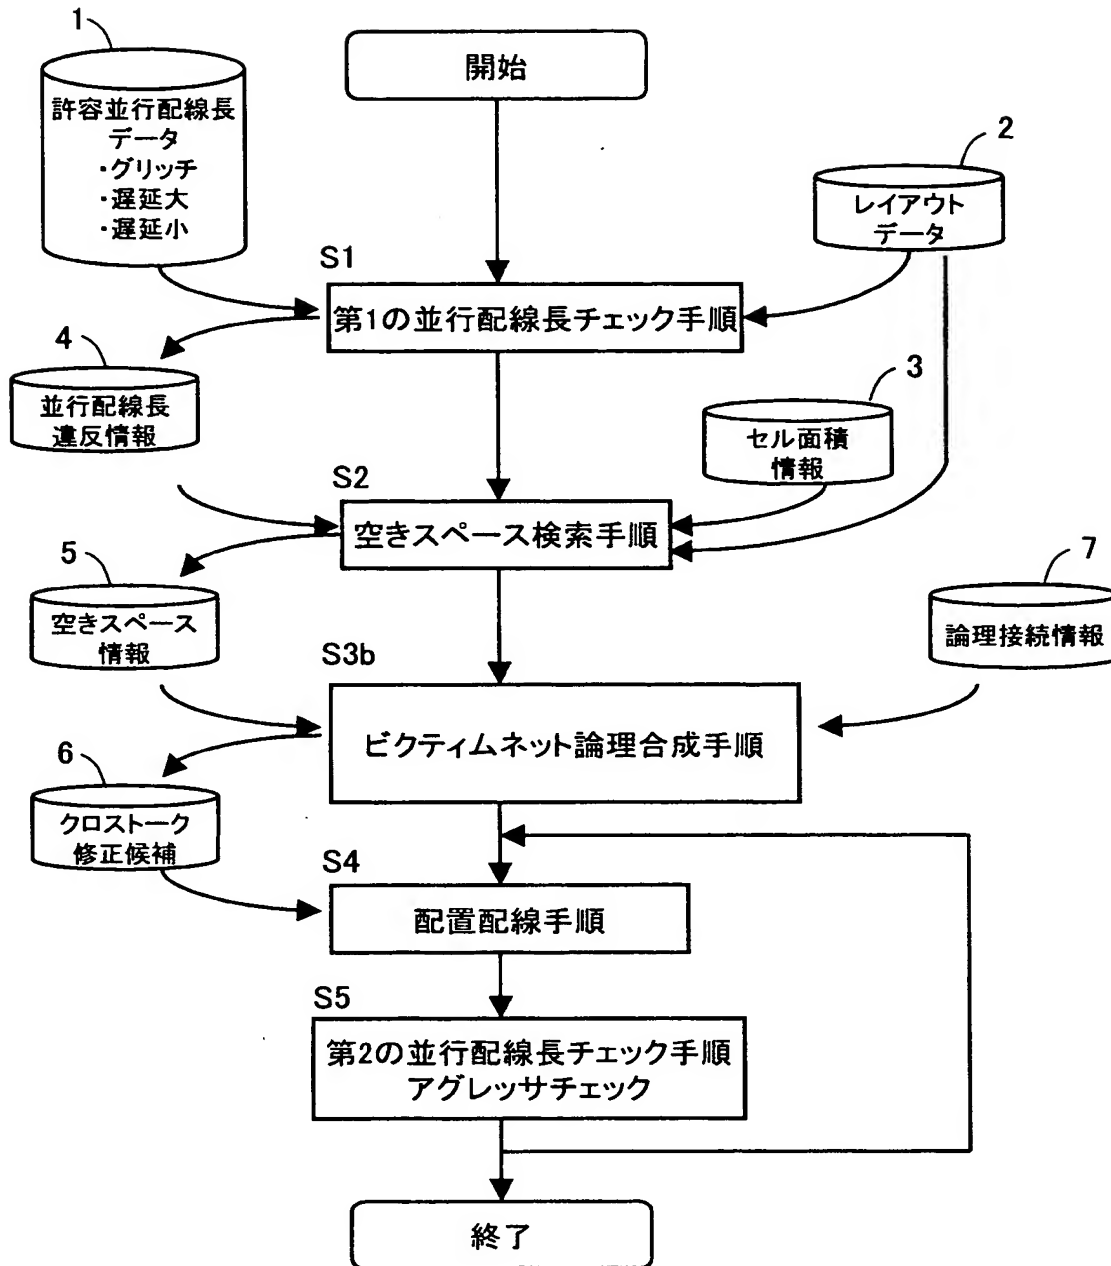 1
開始
許容並行配線長
データ
・グリッチ
・遅延大
・遅延小
2
レイアウト
データ
S1
第1の並行配線長チェック手順
4
並行配線長
違反情報
3
セル面積
情報
S2
空きスペース検索手順
5
空きスペース
情報
7
論理接続情報
S3b
ビクティムネット論理合成手順
6
クロストーク
修正候補
S4
配置配線手順
S5
第2の並行配線長チェック手順
アグレッサチェック
終了